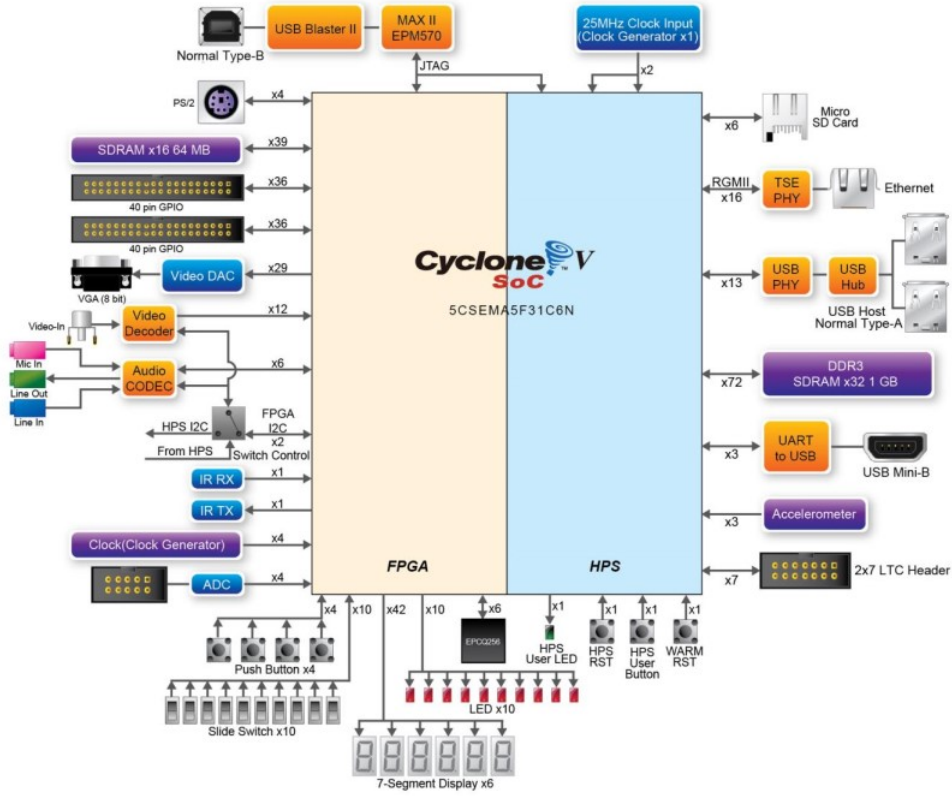 USB Blaster II
MAX II
EPM570
25MHz Clock Input
(Clock Generator x1)
Normal Type-B
JTAG
x2
PS/2
x4
x6
Micro
SD Card
SDRAM x16 64 MB
x39
x36
40 pin GPIO
RGMII
x16
TSE
PHY
Ethernet
x36
40 pin GPIO
Cyclone V
TM
SoC
5CSEMA5F31C6N
Video DAC
x29
VGA (8 bit)
x13
USB
PHY
USB
Hub
USB Host
Normal Type-A
Video-In
Video
Decoder
x12
Mic In
Line Out
Line In
Audio
CODEC
x6
x72
DDR3
SDRAM x32 1 GB
HPS I2C
From HPS
FPGA
I2C
x2
Switch Control
x3
UART
to USB
USB Mini-B
IR RX
x1
IR TX
x1
x3
Accelerometer
Clock(Clock Generator)
x4
ADC
x4
FPGA
HPS
x7
2x7 LTC Header
x4
x10
x42
x10
x6
x1
x1
x1
x1
EPCQ256
HPS
User LED
HPS
RST
HPS
User
Button
WARM
RST
Push Button x4
LED x10
Slide Switch x10
7-Segment Display x6